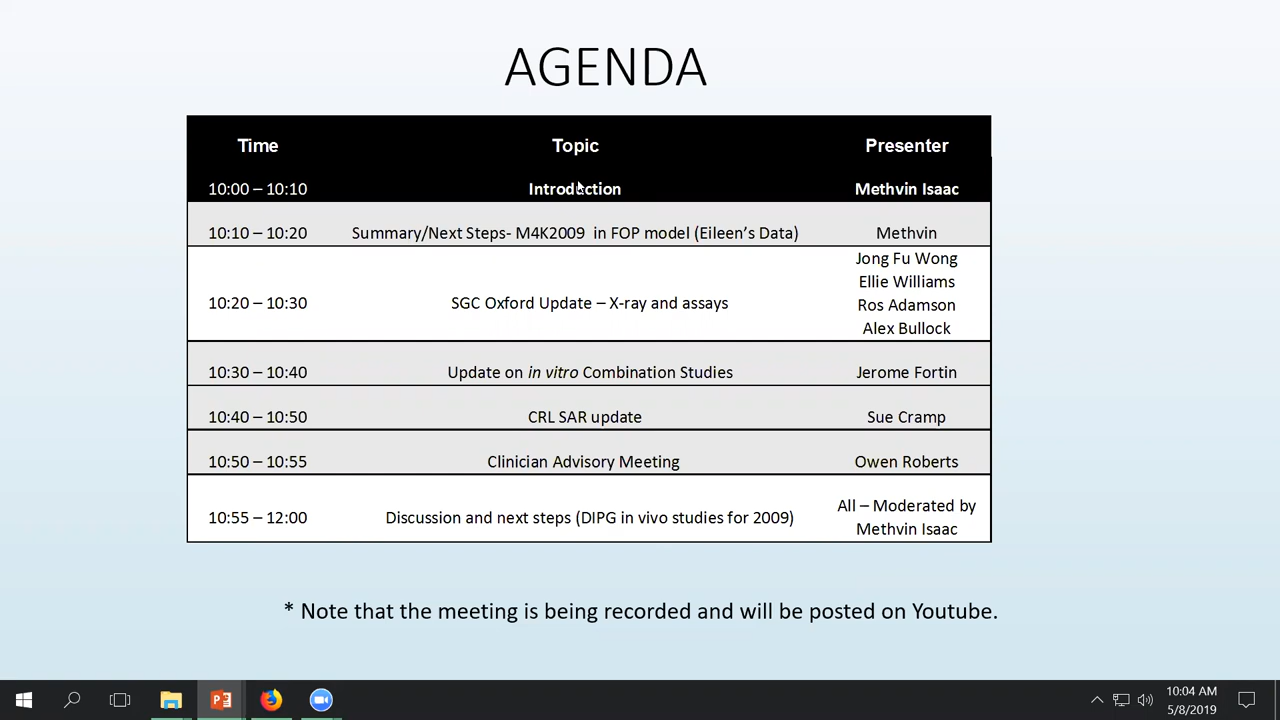 AGENDA
Time Topic Presenter
10:00 – 10:10 Introduction Methvin Isaac
10:10 – 10:20 Summary/Next Steps- M4K2009 in FOP model (Eileen’s Data) Methvin
10:20 – 10:30 SGC Oxford Update – X-ray and assays Jong Fu Wong
Ellie Williams
Ros Adamson
Alex Bullock
10:30 – 10:40 Update on in vitro Combination Studies Jerome Fortin
10:40 – 10:50 CRL SAR update Sue Cramp
10:50 – 10:55 Clinician Advisory Meeting Owen Roberts
10:55 – 12:00 Discussion and next steps (DIPG in vivo studies for 2009) All – Moderated by
Methvin Isaac
* Note that the meeting is being recorded and will be posted on Youtube.
10:04 AM
5/8/2019